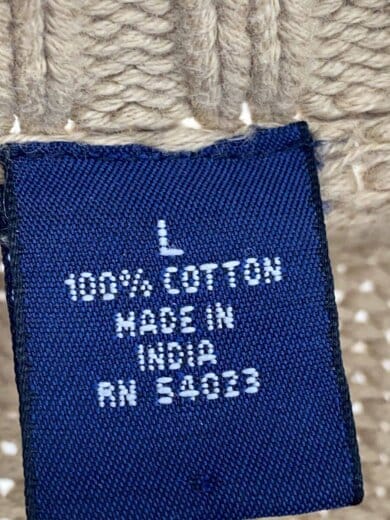 L
100% COTTON
MADE IN
INDIA
RN 54023